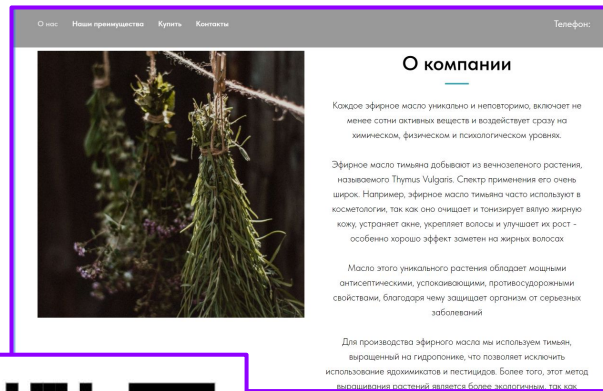 О нас Наши преимущества Купить Контакты Телефон:
О компании
Каждое эфирное масло уникально и неповторимо, включает не
менее сотни активных веществ и воздействует сразу на
химическом, физическом и психологическом уровнях.
Эфирное масло тимьяна добывают из вечнозеленого растения,
называемого Thymus Vulgaris. Спектр применения его очень
широк. Например, эфирное масло тимьяна часто используют в
косметологии, так как оно очищает и тонизирует вялую жирную
кожу, устраняет акне, укрепляет волосы и улучшает их рост -
особенно хорошо эффект заметен на жирных волосах
Масло этого уникального растения обладает мощными
антисептическими, успокаивающими, противосудорожными
свойствами, благодаря чему защищает организм от серьезных
заболеваний
Для производства эфирного масла мы используем тимьян,
выращенный на гидропонике, что позволяет исключить
использование ядохимикатов и пестицидов. Более того, этот метод
выращивания растений является более экологичным, так как